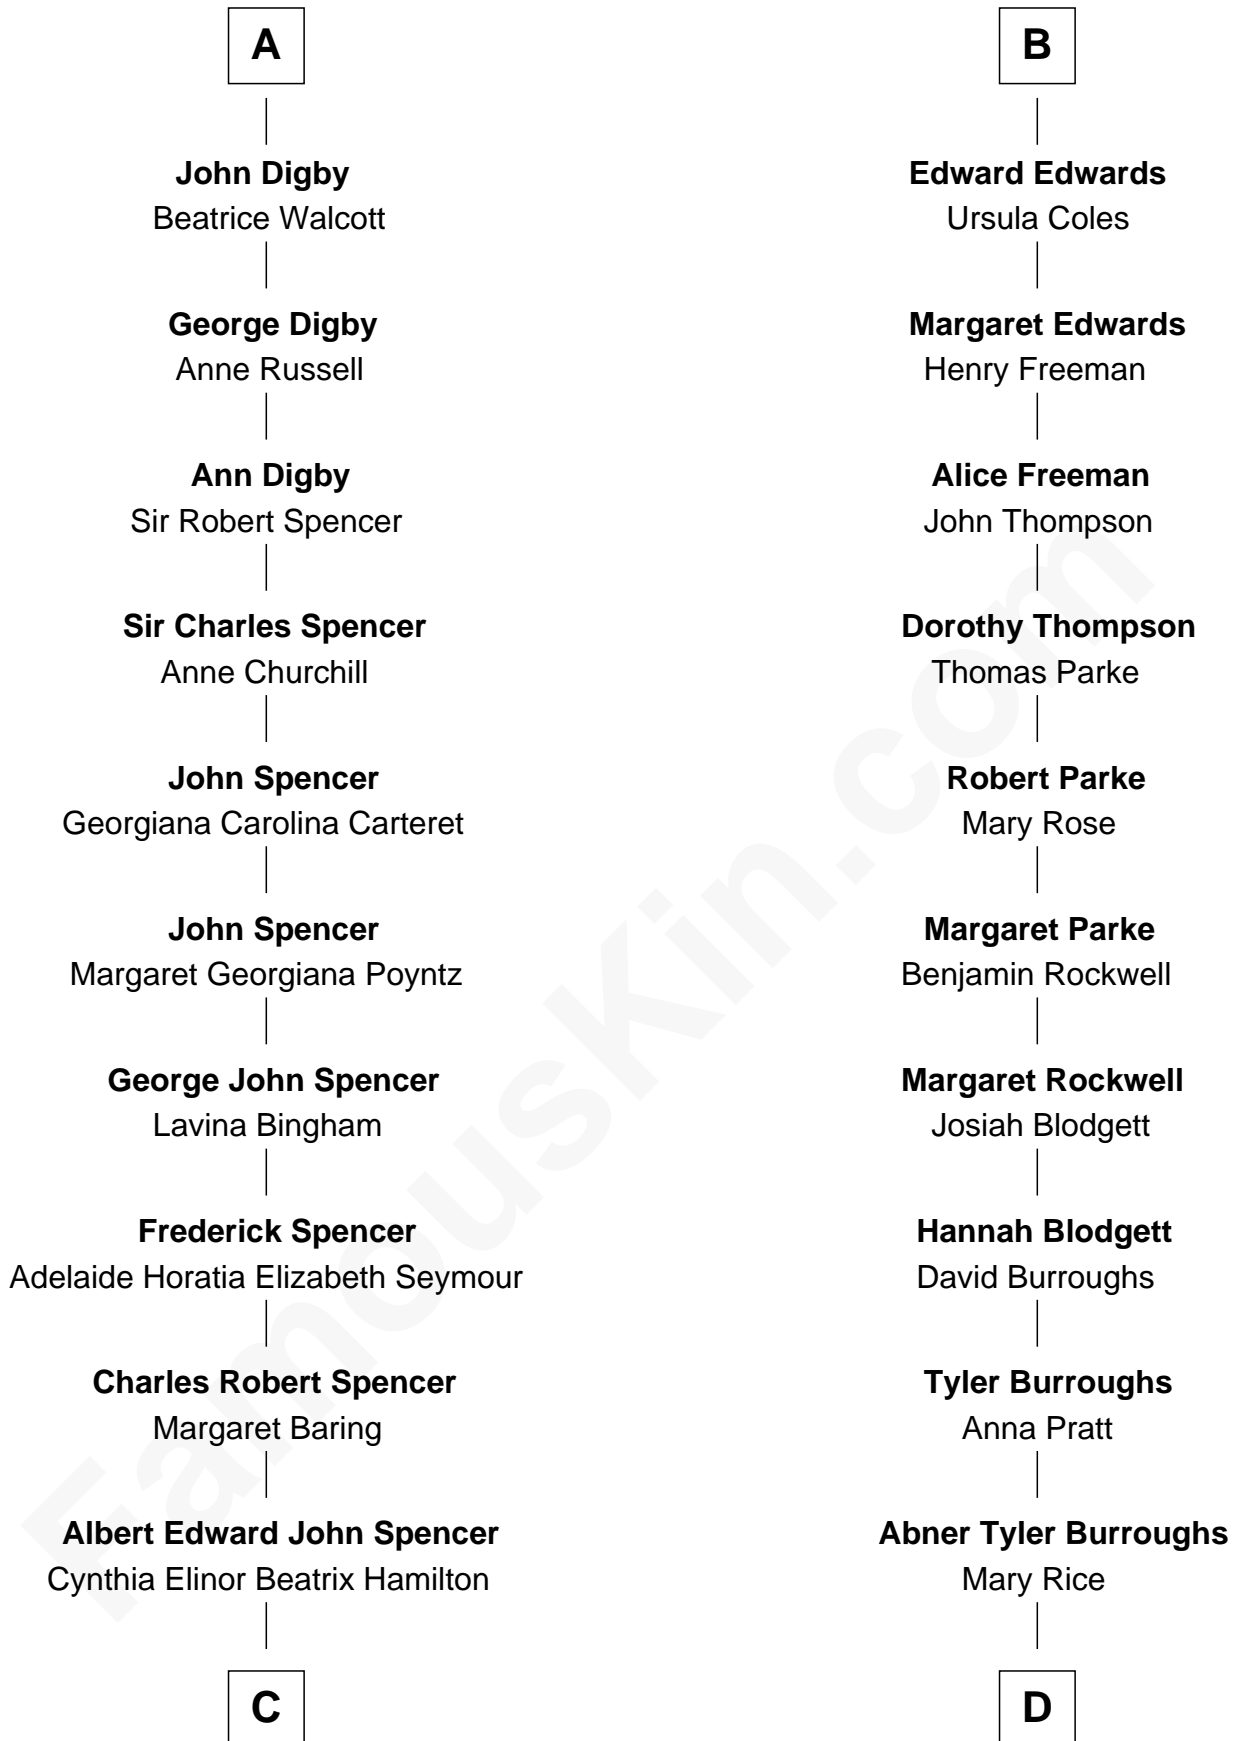 A
John Digby
Beatrice Walcott
George Digby
Anne Russell
Ann Digby
Sir Robert Spencer
Sir Charles Spencer
Anne Churchill
John Spencer
Georgiana Carolina Carteret
John Spencer
Margaret Georgiana Poyntz
George John Spencer
Lavina Bingham
Frederick Spencer
Adelaide Horatia Elizabeth Seymour
Charles Robert Spencer
Margaret Baring
Albert Edward John Spencer
Cynthia Elinor Beatrix Hamilton
C
B
Edward Edwards
Ursula Coles
Margaret Edwards
Henry Freeman
Alice Freeman
John Thompson
Dorothy Thompson
Thomas Parke
Robert Parke
Mary Rose
Margaret Parke
Benjamin Rockwell
Margaret Rockwell
Josiah Blodgett
Hannah Blodgett
David Burroughs
Tyler Burroughs
Anna Pratt
Abner Tyler Burroughs
Mary Rice
D
FamousKin.com